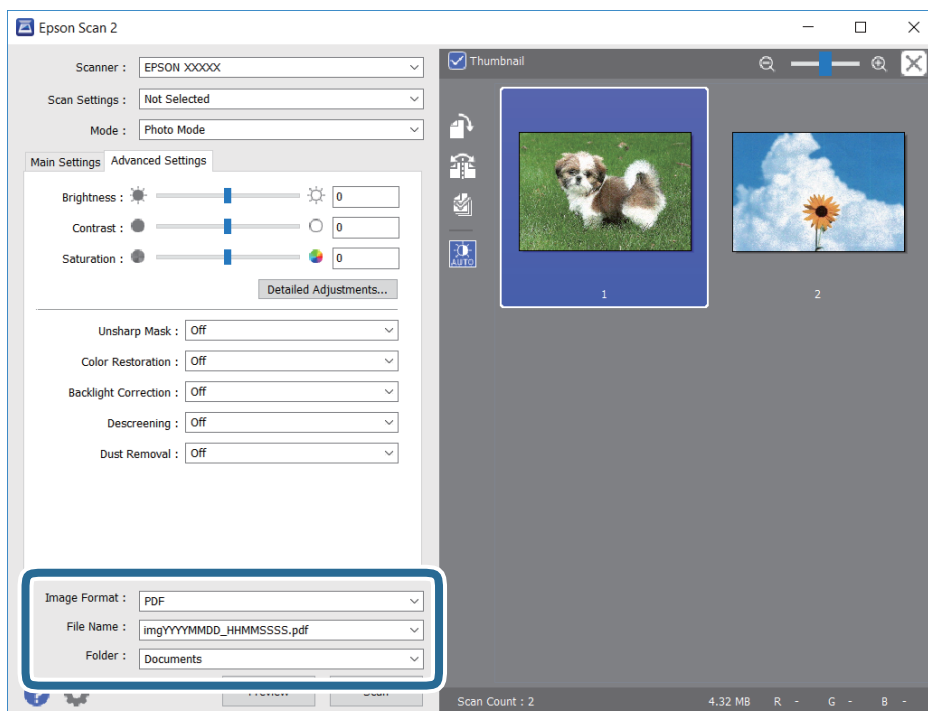 Epson Scan 2
Scanner : EPSON XXXXX
Scan Settings : Not Selected
Mode : Photo Mode
Main Settings Advanced Settings
Brightness : 0
Contrast : 0
Saturation : 0
Detailed Adjustments...
Unsharp Mask : Off
Color Restoration : Off
Backlight Correction : Off
Descreening : Off
Dust Removal : Off
Image Format : PDF
File Name : imgYYYYMMDD_HHMMSSSS.pdf
Folder : Documents
Preview Scan
Thumbnail
AUTO
1 2
Scan Count : 2 4.32 MB R - G - B -